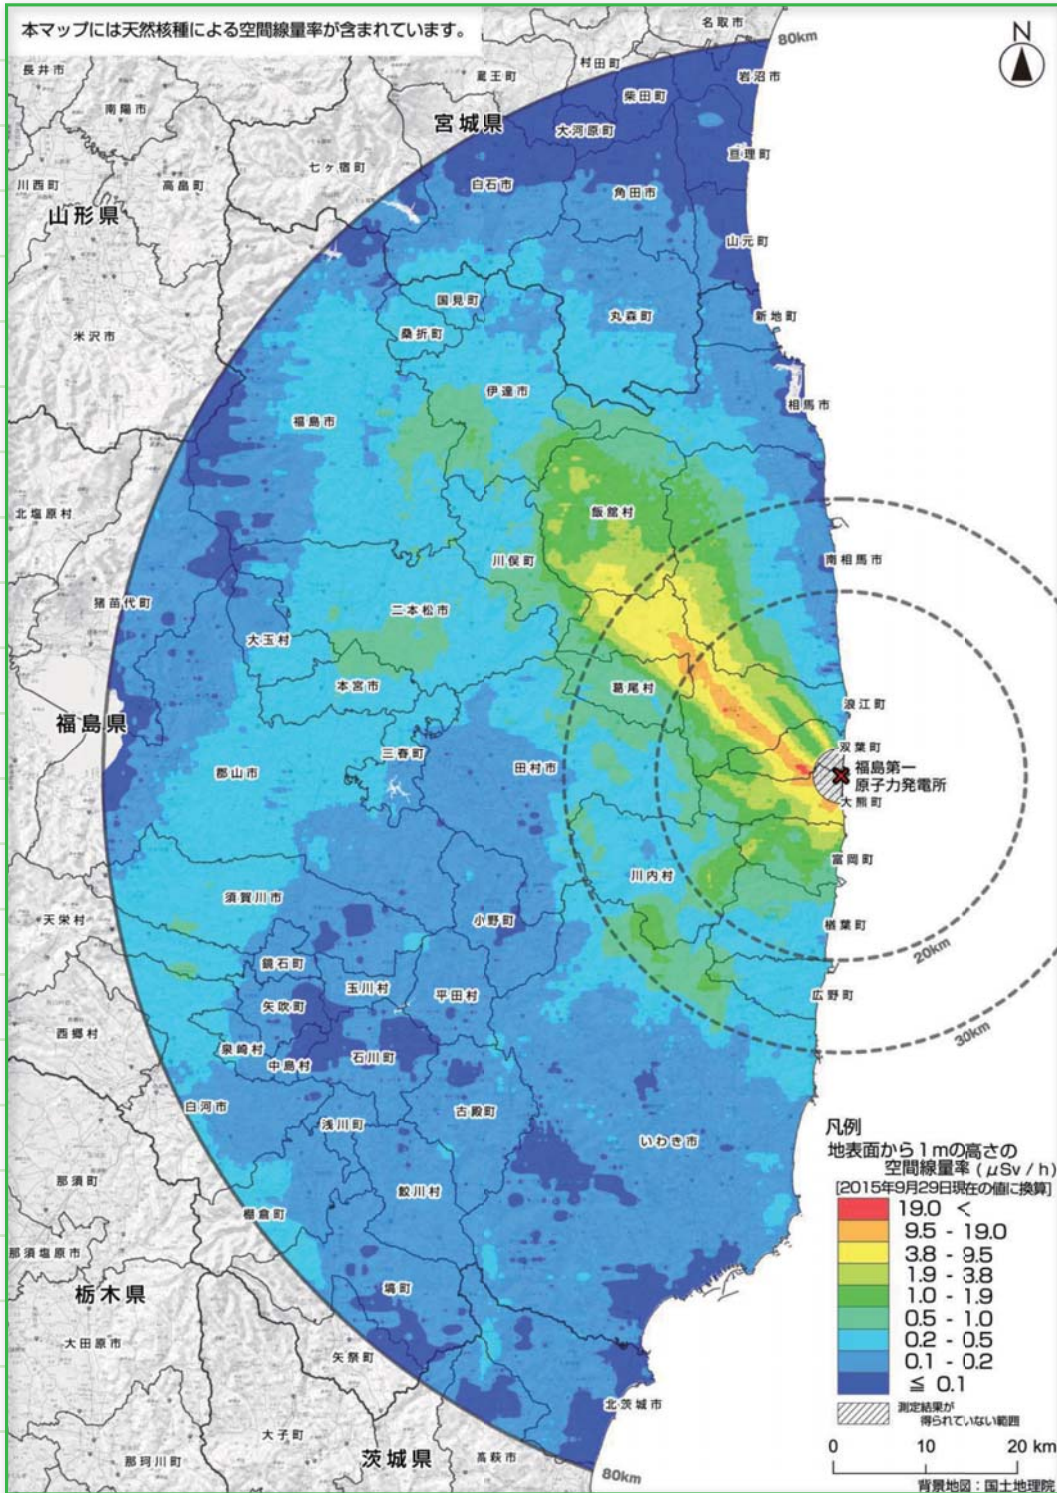 本マップには天然核種による空間線量率が含まれています。
名取市
80km
N
長井市
村田町
蔵王町
岩沼市
南陽市
柴田町
宮城県
大河原町
亘理町
七ヶ宿町
川西町
高畠町
白石市
角田市
山形県
山元町
国見町
丸森町
新地町
桑折町
米沢市
伊達市
相馬市
福島市
飯舘村
北塩原村
川俣町
南相馬市
猪苗代町
二本松市
大玉村
本宮市
葛尾村
浪江町
福島県
双葉町
三春町
田村市
郡山市
福島第一
原子力発電所
大熊町
富岡町
川内村
須賀川市
天栄村
小野町
楢葉町
20km
鏡石町
玉川村
平田村
広野町
矢吹町
西郷村
30km
泉崎村
中島村
石川町
白河市
古殿町
浅川町
いわき市
那須町
鮫川村
棚倉町
那須塩原市
塙町
栃木県
大田原市
矢祭町
北茨城市
大子町
茨城県
那珂川町
高萩市
80km
凡例
地表面から1mの高さの
空間線量率(μSv/h)
[2015年9月29日現在の値に換算]
19.0 <
9.5 - 19.0
3.8 - 9.5
1.9 - 3.8
1.0 - 1.9
0.5 - 1.0
0.2 - 0.5
0.1 - 0.2
≦ 0.1
測定結果が
得られていない範囲
0 10 20 km
背景地図：国土地理院